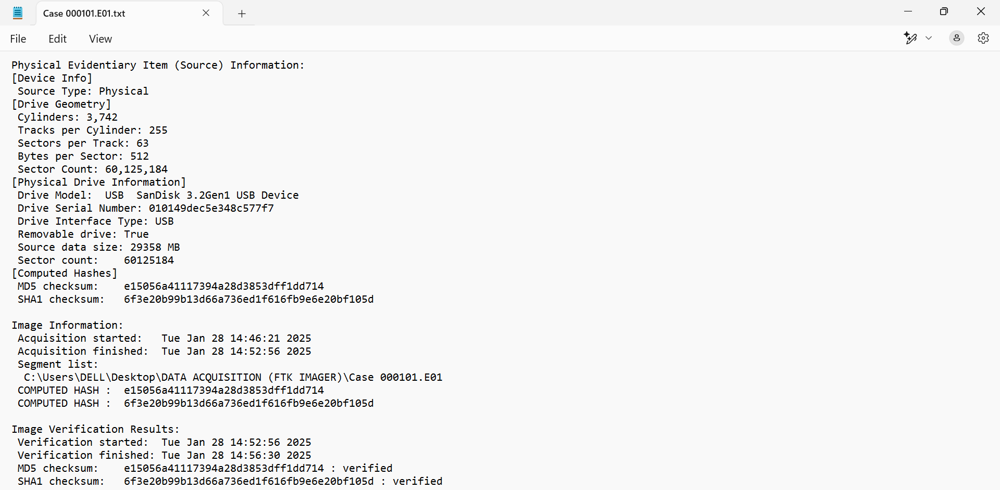 Case 000101.E01.txt
File Edit View
Physical Evidentiary Item (Source) Information:
[Device Info]
Source Type: Physical
[Drive Geometry]
Cylinders: 3,742
Tracks per Cylinder: 255
Sectors per Track: 63
Bytes per Sector: 512
Sector Count: 60,125,184
[Physical Drive Information]
Drive Model: USB SanDisk 3.2Gen1 USB Device
Drive Serial Number: 010149dec5e348c577f7
Drive Interface Type: USB
Removable drive: True
Source data size: 29358 MB
Sector count: 60125184
[Computed Hashes]
MD5 checksum: e15056a41117394a28d3853dff1dd714
SHA1 checksum: 6f3e20b99b13d66a736ed1f616fb9e6e20bf105d
Image Information:
Acquisition started: Tue Jan 28 14:46:21 2025
Acquisition finished: Tue Jan 28 14:52:56 2025
Segment list:
C:\Users\DELL\Desktop\DATA ACQUISITION (FTK IMAGER)\Case 000101.E01
COMPUTED HASH : e15056a41117394a28d3853dff1dd714
COMPUTED HASH : 6f3e20b99b13d66a736ed1f616fb9e6e20bf105d
Image Verification Results:
Verification started: Tue Jan 28 14:52:56 2025
Verification finished: Tue Jan 28 14:56:30 2025
MD5 checksum: e15056a41117394a28d3853dff1dd714 : verified
SHA1 checksum: 6f3e20b99b13d66a736ed1f616fb9e6e20bf105d : verified